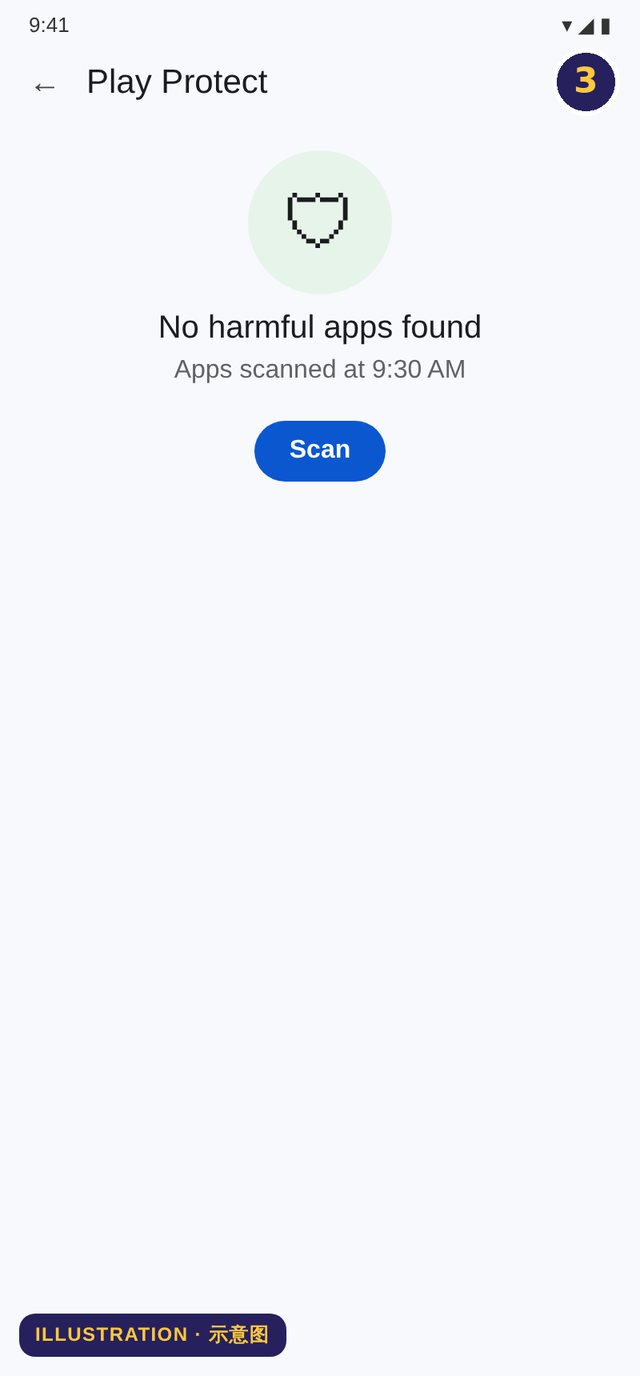 9:41
Play Protect
3
No harmful apps found
Apps scanned at 9:30 AM
Scan
ILLUSTRATION · 示意图